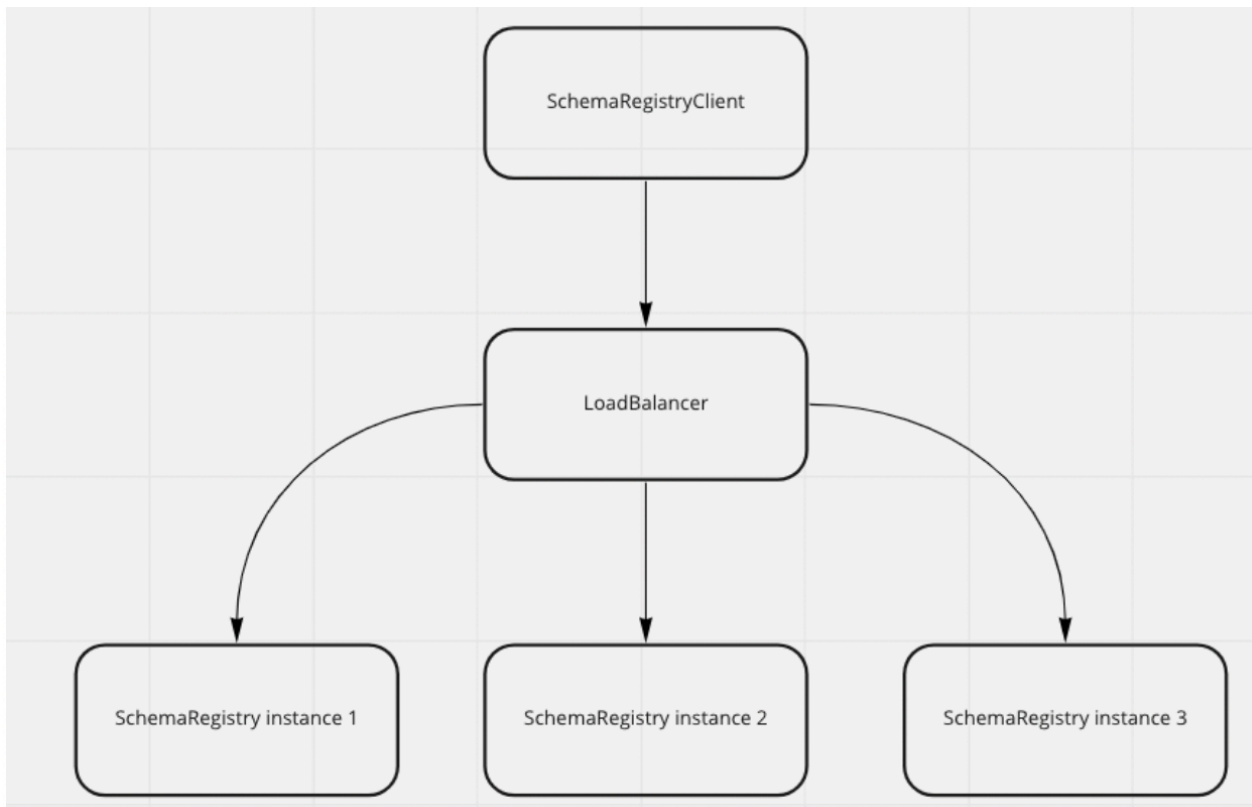 SchemaRegistryClient
LoadBalancer
SchemaRegistry instance 1
SchemaRegistry instance 2
SchemaRegistry instance 3